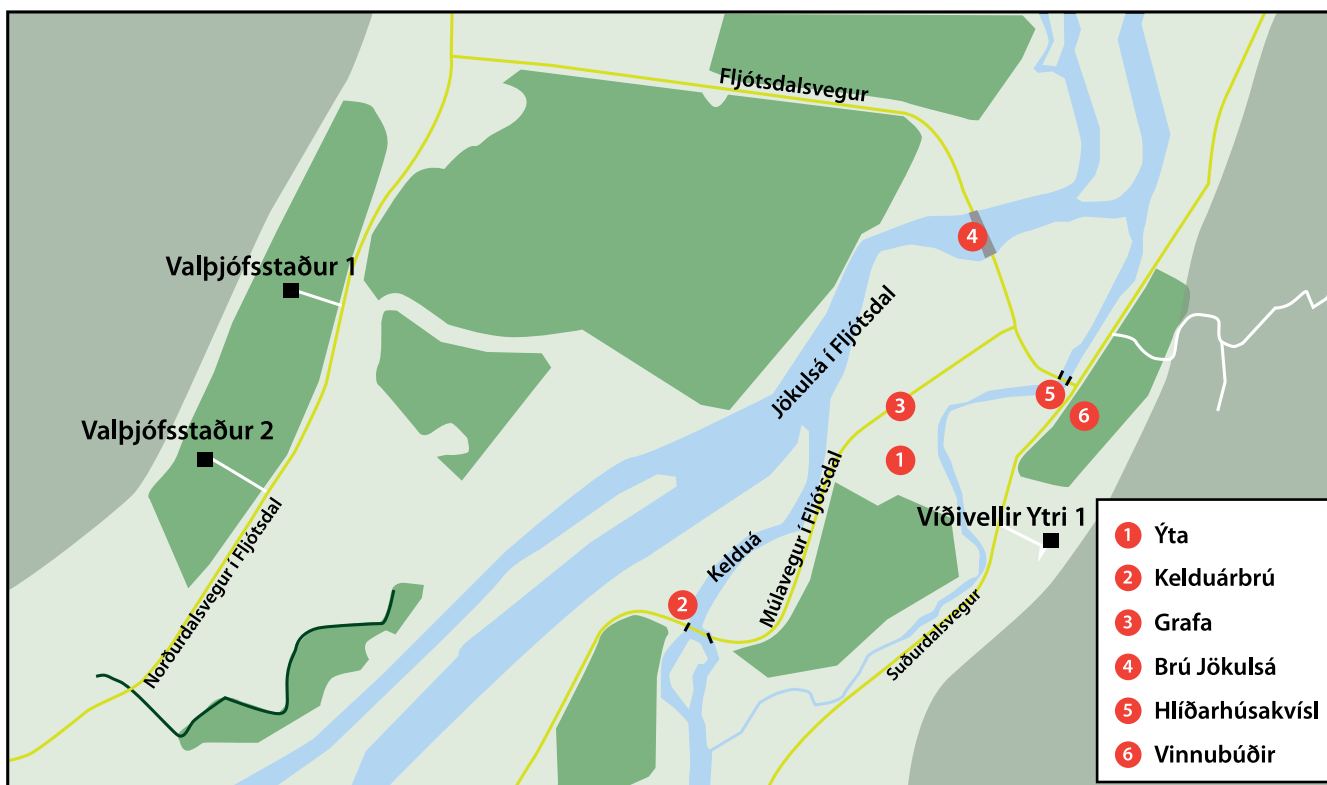 Fljótsdalsvegur
Valþjófsstaður 1
Jökulsá í Fljótsdal
Valþjófsstaður 2
Norðurdalsvegur í Fljótsdal
Múlavegur í Fljótsdal
Kelduá
Víðivellir Ytri 1
Suðurdalsvegur
4
5
6
3
1
2
1 Ýta
2 Kelduárbrú
3 Grafa
4 Brú Jökulsá
5 Hlíðarhúsakvísl
6 Vinnubúðir